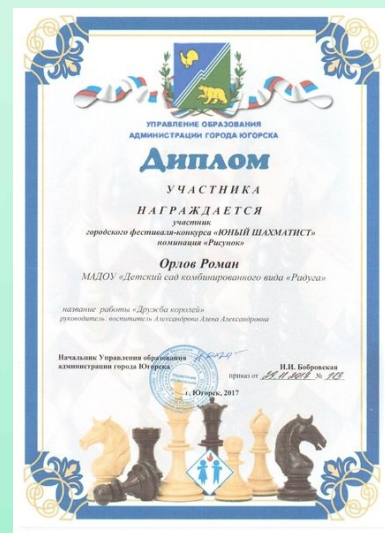 УПРАВЛЕНИЕ ОБРАЗОВАНИЯ
АДМИНИСТРАЦИИ ГОРОДА ЮГОРСКА
ДИПЛОМ
УЧАСТНИКА
НАГРАЖДАЕТСЯ
участник
городского фестиваля-конкурса «ЮНЫЙ ШАХМАТИСТ»
номинация «Рисунок»
Орлов Роман
МАДОУ «Детский сад комбинированного вида «Радуга»
название работы «Дружба королей»
руководитель: воспитатель Александрова Алена Александровна
Начальник Управления образования
администрации города Югорска Н.И. Бобровская
приказ от №
г. Югорск, 2017